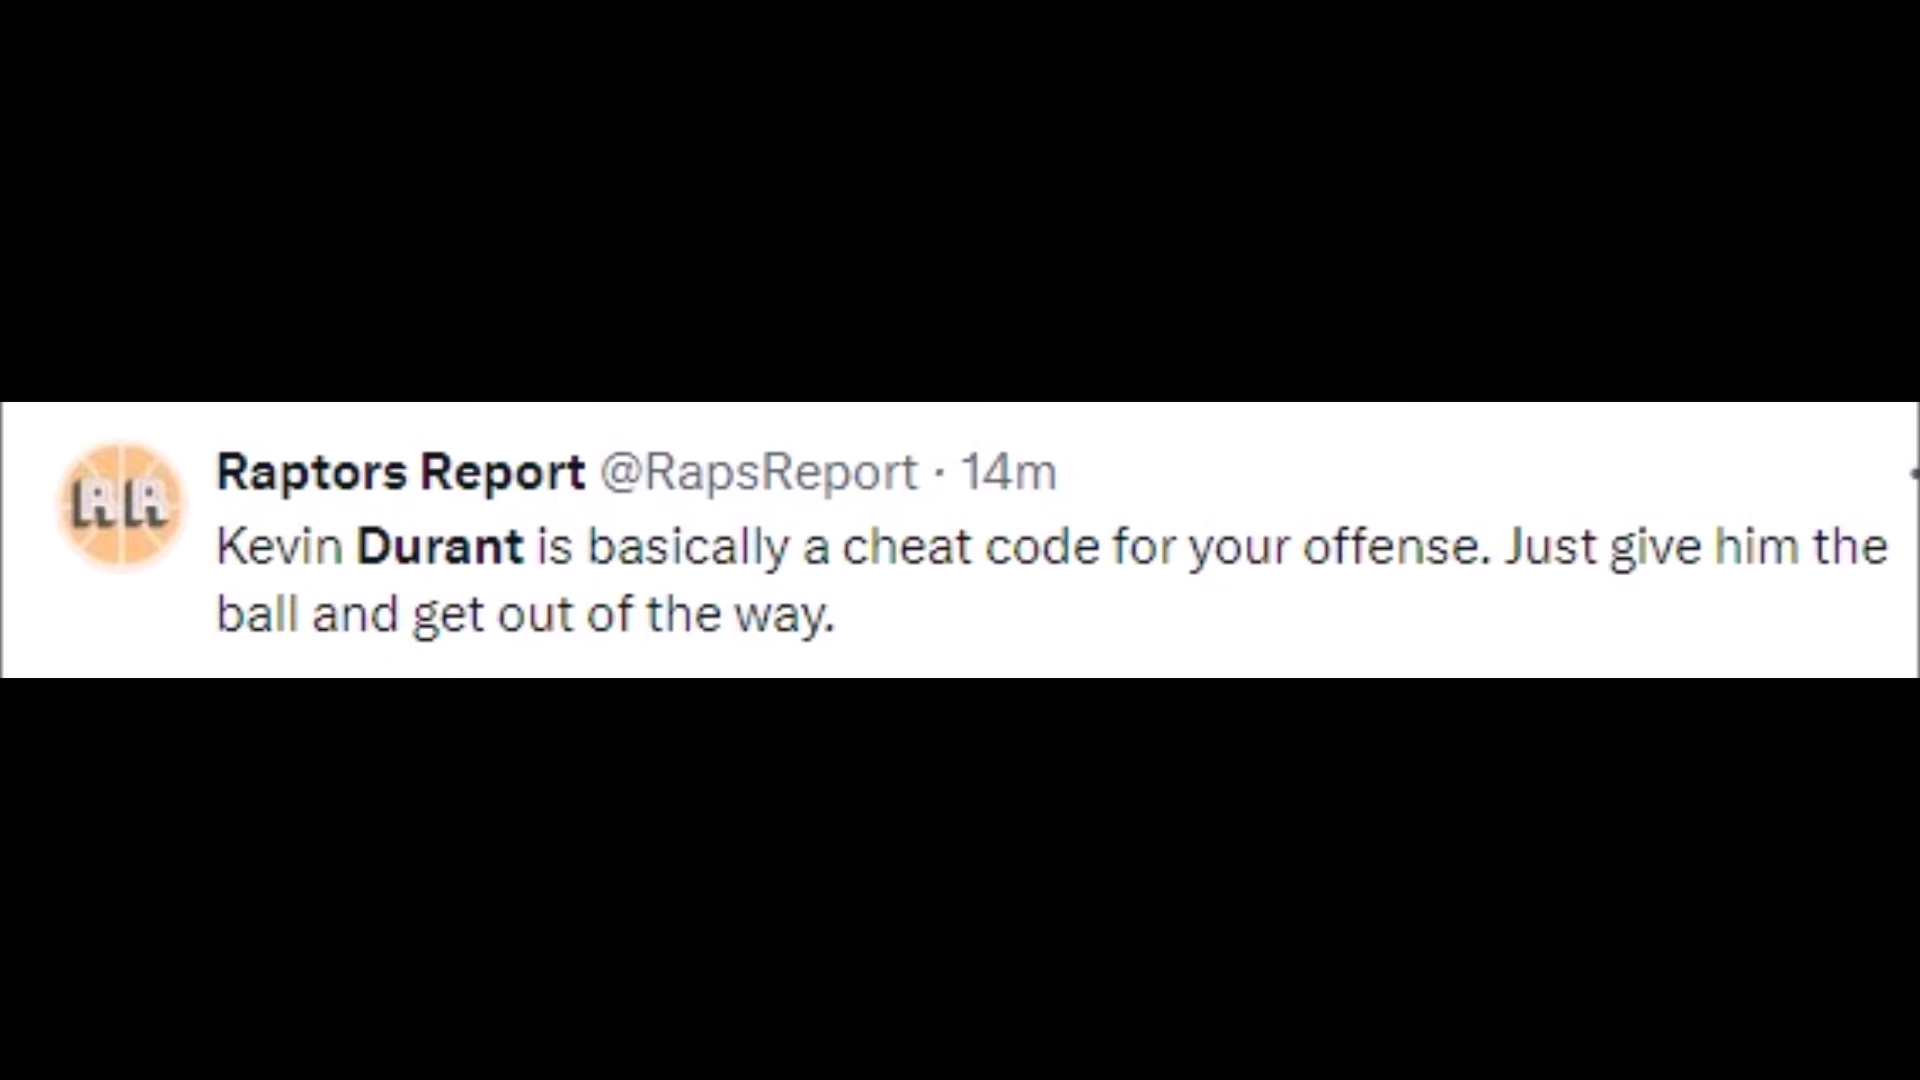 RR
Raptors Report @RapsReport · 14m
Kevin Durant is basically a cheat code for your offense. Just give him the
ball and get out of the way.